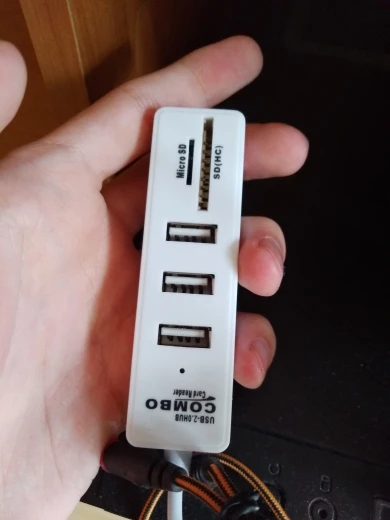 Micro SD
SD(HC)
USB-2.0HUB
COMBO
Card Reader